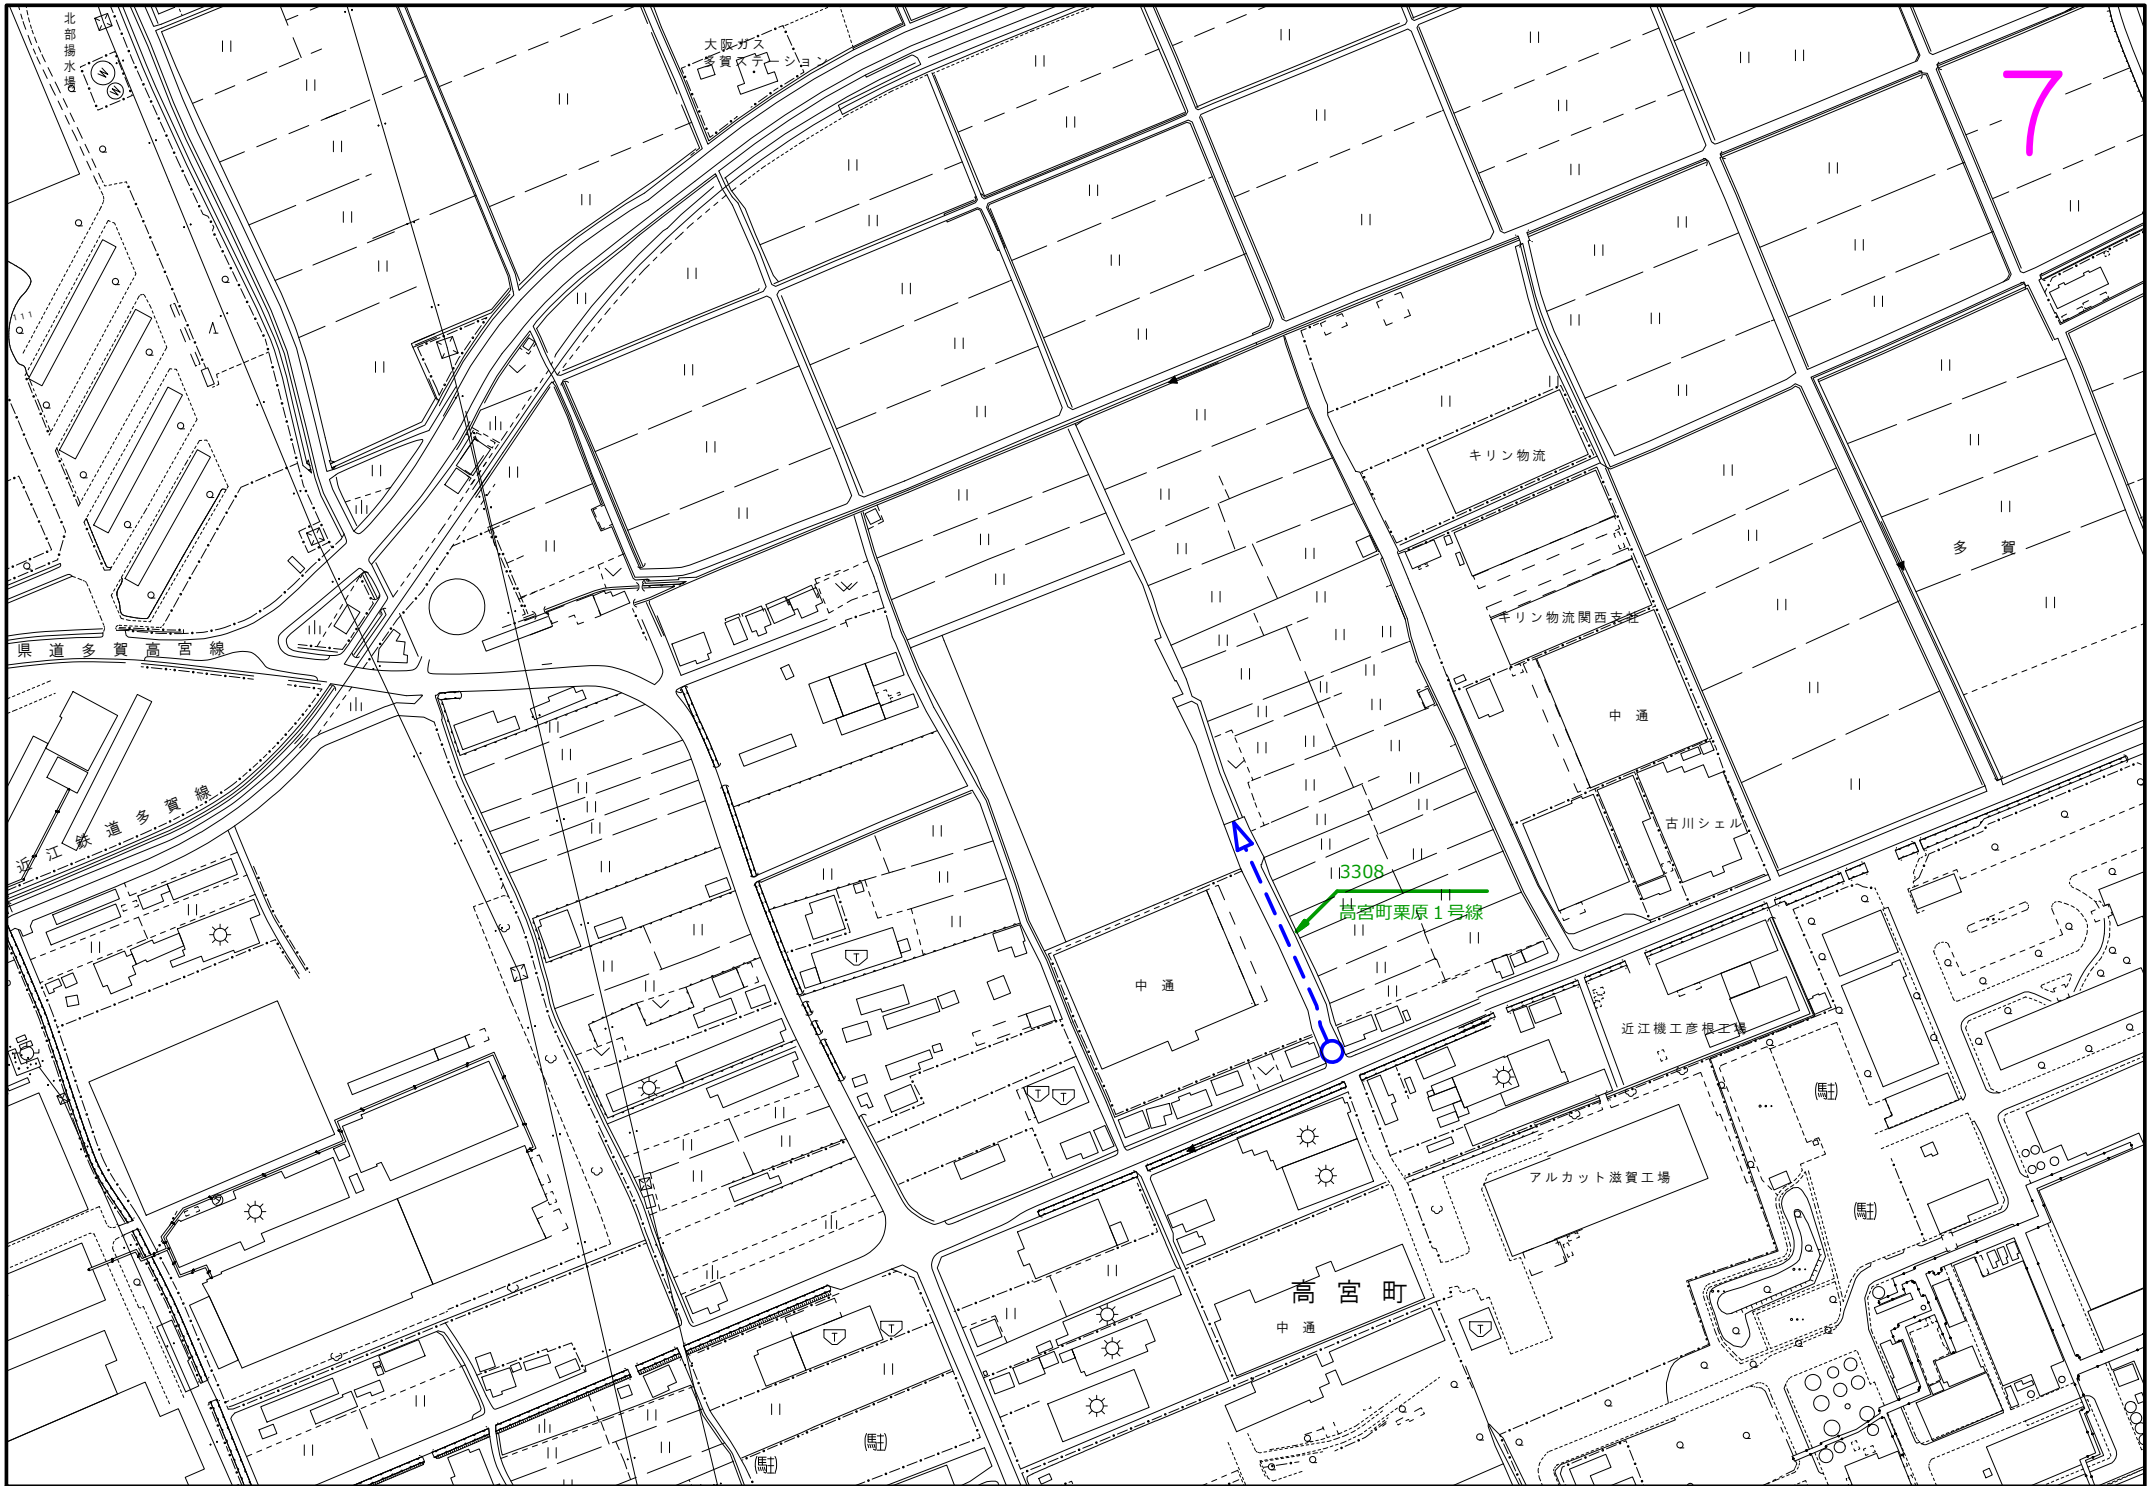 北部揚水場
大阪ガス
多賀ステーション
7
W
W
キリン物流
多 賀
キリン物流関西支社
県道多賀高宮線
中 通
近江鉄道多賀線
古川シェル
3308
高宮町栗原1号線
T
中 通
近江機工彦根工場
T
T
(駐)
アルカット滋賀工場
(駐)
高宮町
中 通
T
T
T
(駐)
(駐)